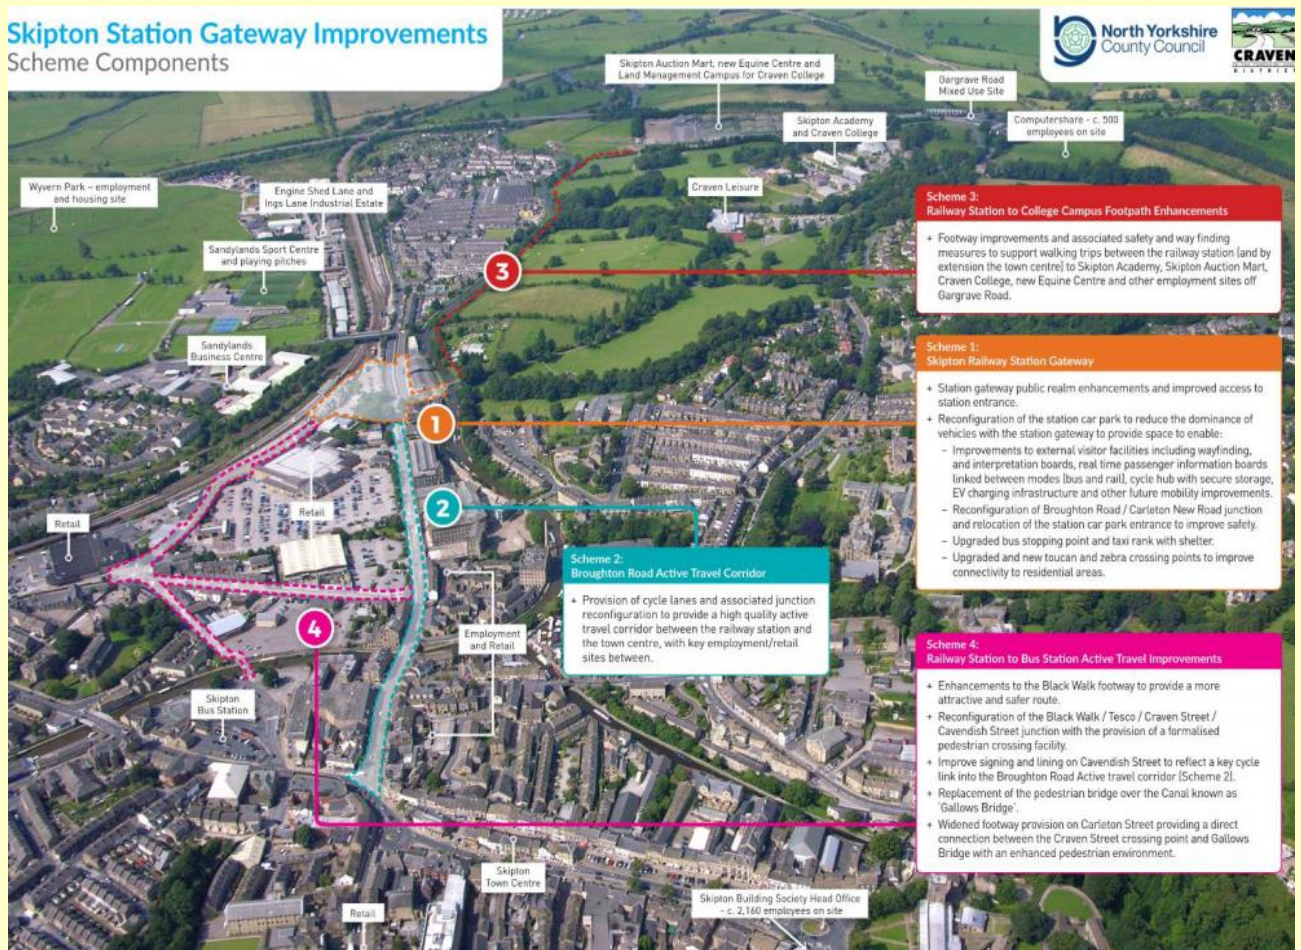 Skipton Station Gateway Improvements
Scheme Components
North Yorkshire
County Council
CRAVEN
DISTRICT
Skipton Auction Mart, new Equine Centre and
Land Management Campus for Craven College
Gargrave Road
Mixed Use Site
Skipton Academy
and Craven College
Computershare - c. 500
employees on site
Wyvern Park – employment
and housing site
Engine Shed Lane and
Ings Lane Industrial Estate
Craven Leisure
Sandylands Sport Centre
and playing pitches
Sandylands
Business Centre
3
Scheme 3:
Railway Station to College Campus Footpath Enhancements
+ Footway improvements and associated safety and way finding
measures to support walking trips between the railway station (and by
extension the town centre) to Skipton Academy, Skipton Auction Mart,
Craven College, new Equine Centre and other employment sites off
Gargrave Road.
1
Scheme 1:
Skipton Railway Station Gateway
+ Station gateway public realm enhancements and improved access to
station entrance.
+ Reconfiguration of the station car park to reduce the dominance of
vehicles with the station gateway to provide space to enable:
– Improvements to external visitor facilities including wayfinding,
and interpretation boards, real time passenger information boards
linked between modes (bus and rail), cycle hub with secure storage,
EV charging infrastructure and other future mobility improvements.
– Reconfiguration of Broughton Road / Carleton New Road junction
and relocation of the station car park entrance to improve safety.
– Upgraded bus stopping point and taxi rank with shelter.
– Upgraded and new toucan and zebra crossing points to improve
connectivity to residential areas.
2
Retail
Retail
Scheme 2:
Broughton Road Active Travel Corridor
+ Provision of cycle lanes and associated junction
reconfiguration to provide a high quality active
travel corridor between the railway station and
the town centre, with key employment/retail
sites between.
4
Employment
and Retail
Skipton
Bus Station
Scheme 4:
Railway Station to Bus Station Active Travel Improvements
+ Enhancements to the Black Walk footway to provide a more
attractive and safer route.
+ Reconfiguration of the Black Walk / Tesco / Craven Street /
Cavendish Street junction with the provision of a formalised
pedestrian crossing facility.
+ Improve signing and lining on Cavendish Street to reflect a key cycle
link into the Broughton Road Active travel corridor (Scheme 2).
+ Replacement of the pedestrian bridge over the Canal known as
'Gallows Bridge'.
+ Widened footway provision on Carleton Street providing a direct
connection between the Craven Street crossing point and Gallows
Bridge with an enhanced pedestrian environment.
Skipton
Town Centre
Retail
Skipton Building Society Head Office
- c. 2,160 employees on site